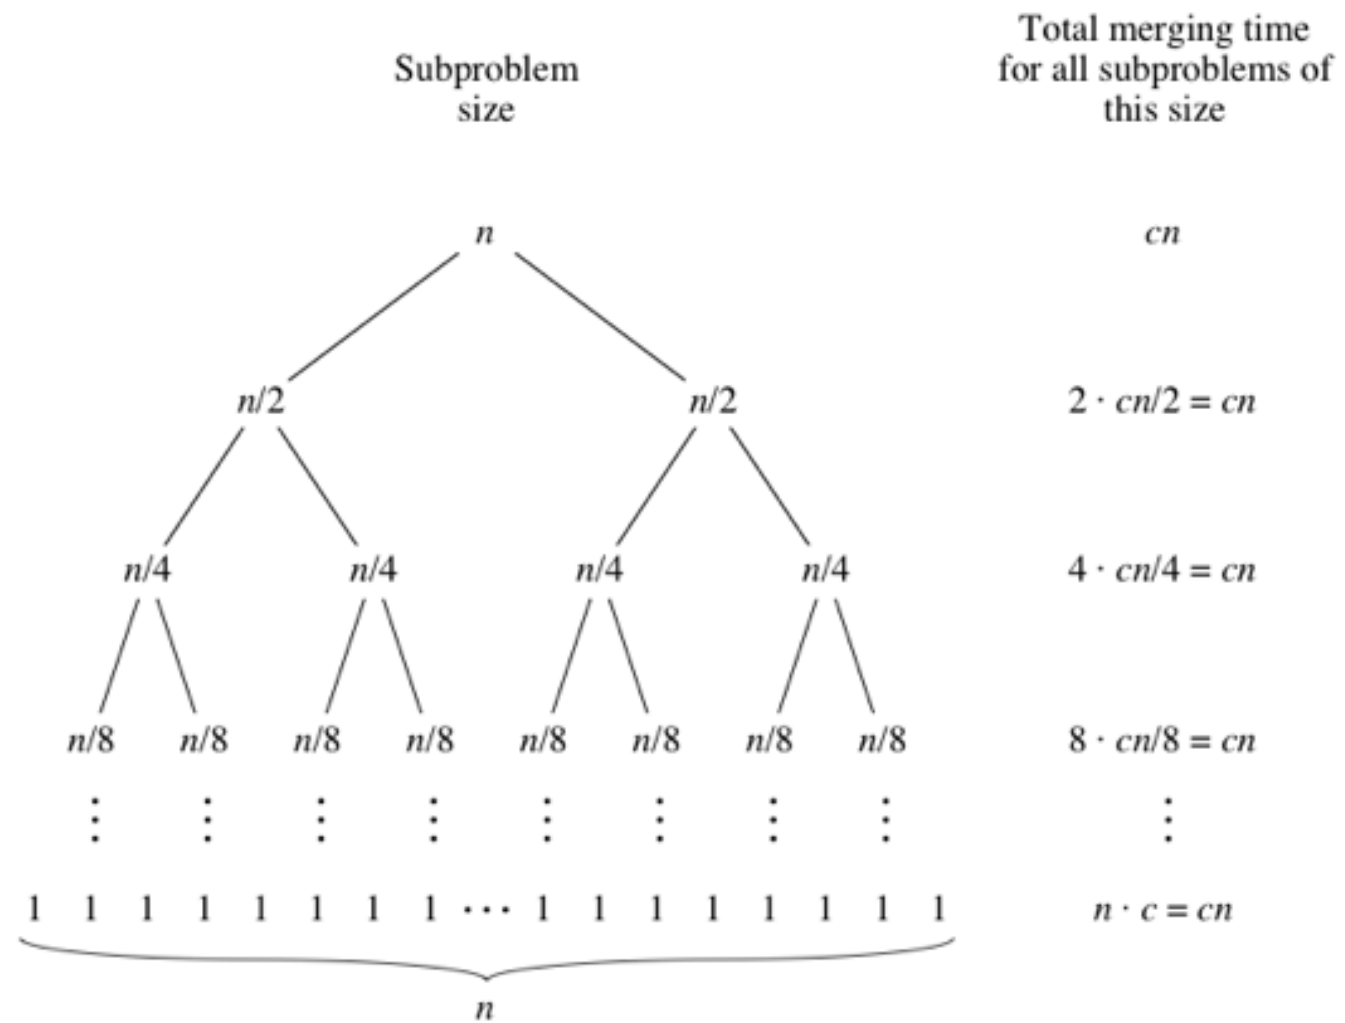 Subproblem
size
Total merging time
for all subproblems of
this size
n
cn
n/2 n/2
2 · cn/2 = cn
n/4 n/4 n/4 n/4
4 · cn/4 = cn
n/8 n/8 n/8 n/8 n/8 n/8 n/8 n/8
8 · cn/8 = cn
⋮ ⋮ ⋮ ⋮ ⋮ ⋮ ⋮ ⋮
⋮
1 1 1 1 1 1 1 1 ··· 1 1 1 1 1 1 1 1
n · c = cn
n